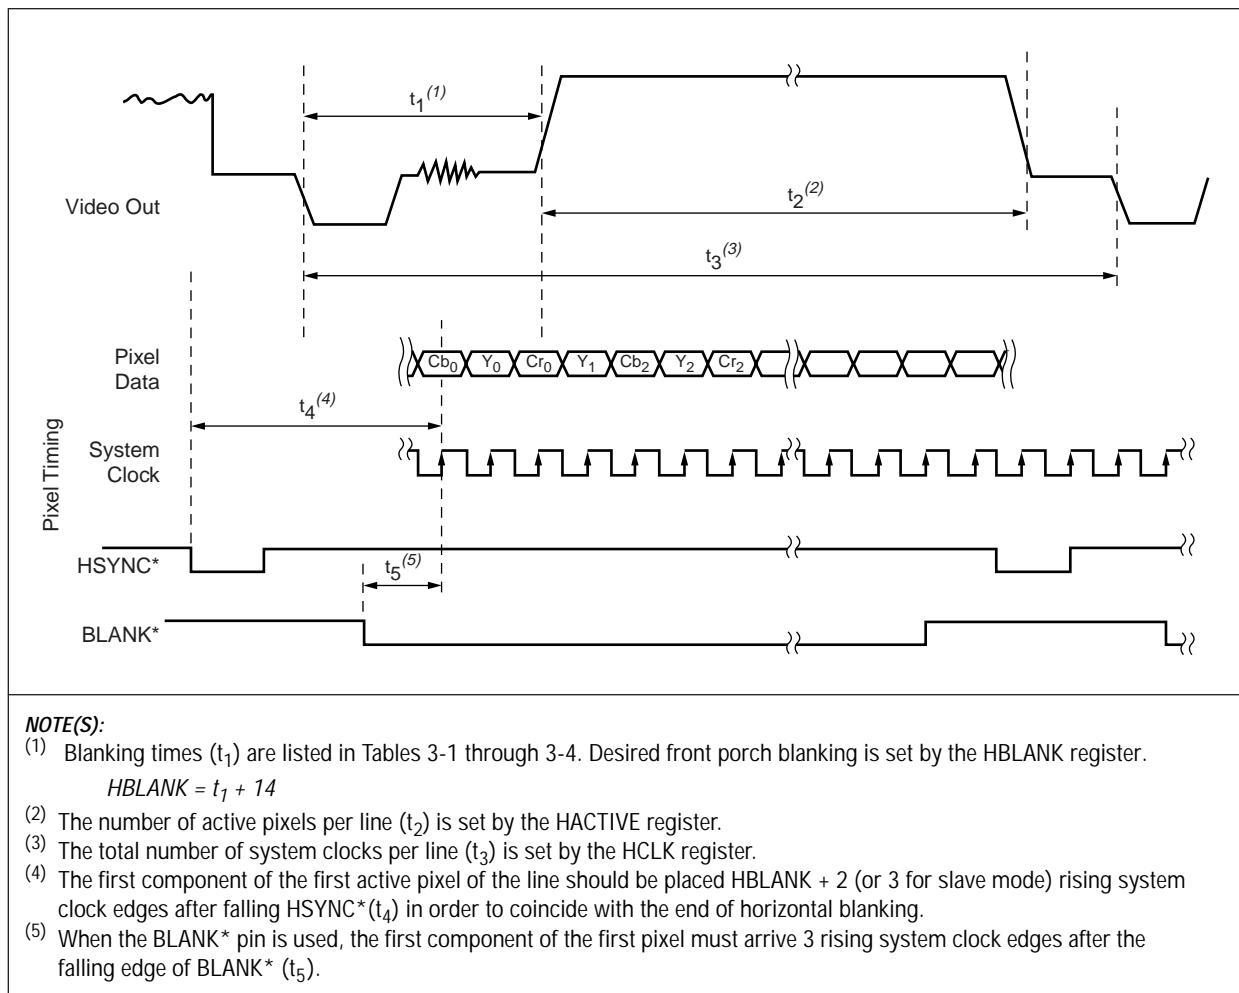 t1(1)
Video Out
t2(2)
t3(3)
Pixel Data
Cb0 Y0 Cr0 Y1 Cb2 Y2 Cr2
t4(4)
Pixel Timing
System Clock
HSYNC*
t5(5)
BLANK*
NOTE(S):
(1) Blanking times (t1) are listed in Tables 3-1 through 3-4. Desired front porch blanking is set by the HBLANK register.
HBLANK = t1 + 14
(2) The number of active pixels per line (t2) is set by the HACTIVE register.
(3) The total number of system clocks per line (t3) is set by the HCLK register.
(4) The first component of the first active pixel of the line should be placed HBLANK + 2 (or 3 for slave mode) rising system
clock edges after falling HSYNC*(t4) in order to coincide with the end of horizontal blanking.
(5) When the BLANK* pin is used, the first component of the first pixel must arrive 3 rising system clock edges after the
falling edge of BLANK* (t5).